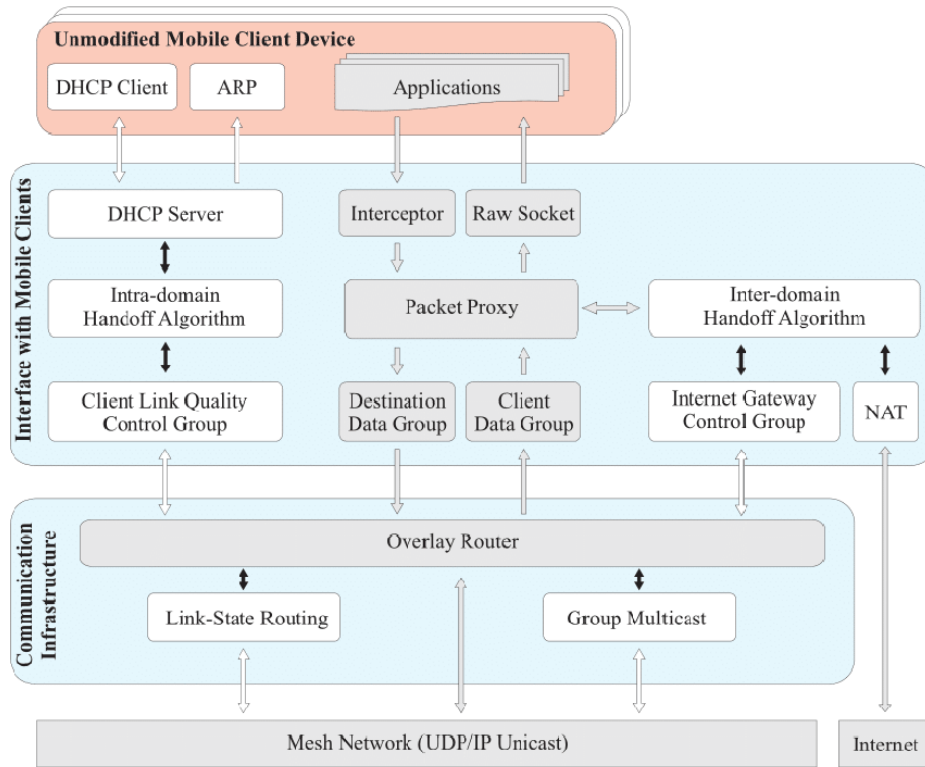 Unmodified Mobile Client Device
DHCP Client
ARP
Applications
Interface with Mobile Clients
DHCP Server
Interceptor
Raw Socket
Intra-domain
Handoff Algorithm
Packet Proxy
Inter-domain
Handoff Algorithm
Client Link Quality
Control Group
Destination
Data Group
Client
Data Group
Internet Gateway
Control Group
NAT
Communication
Infrastructure
Overlay Router
Link-State Routing
Group Multicast
Mesh Network (UDP/IP Unicast)
Internet